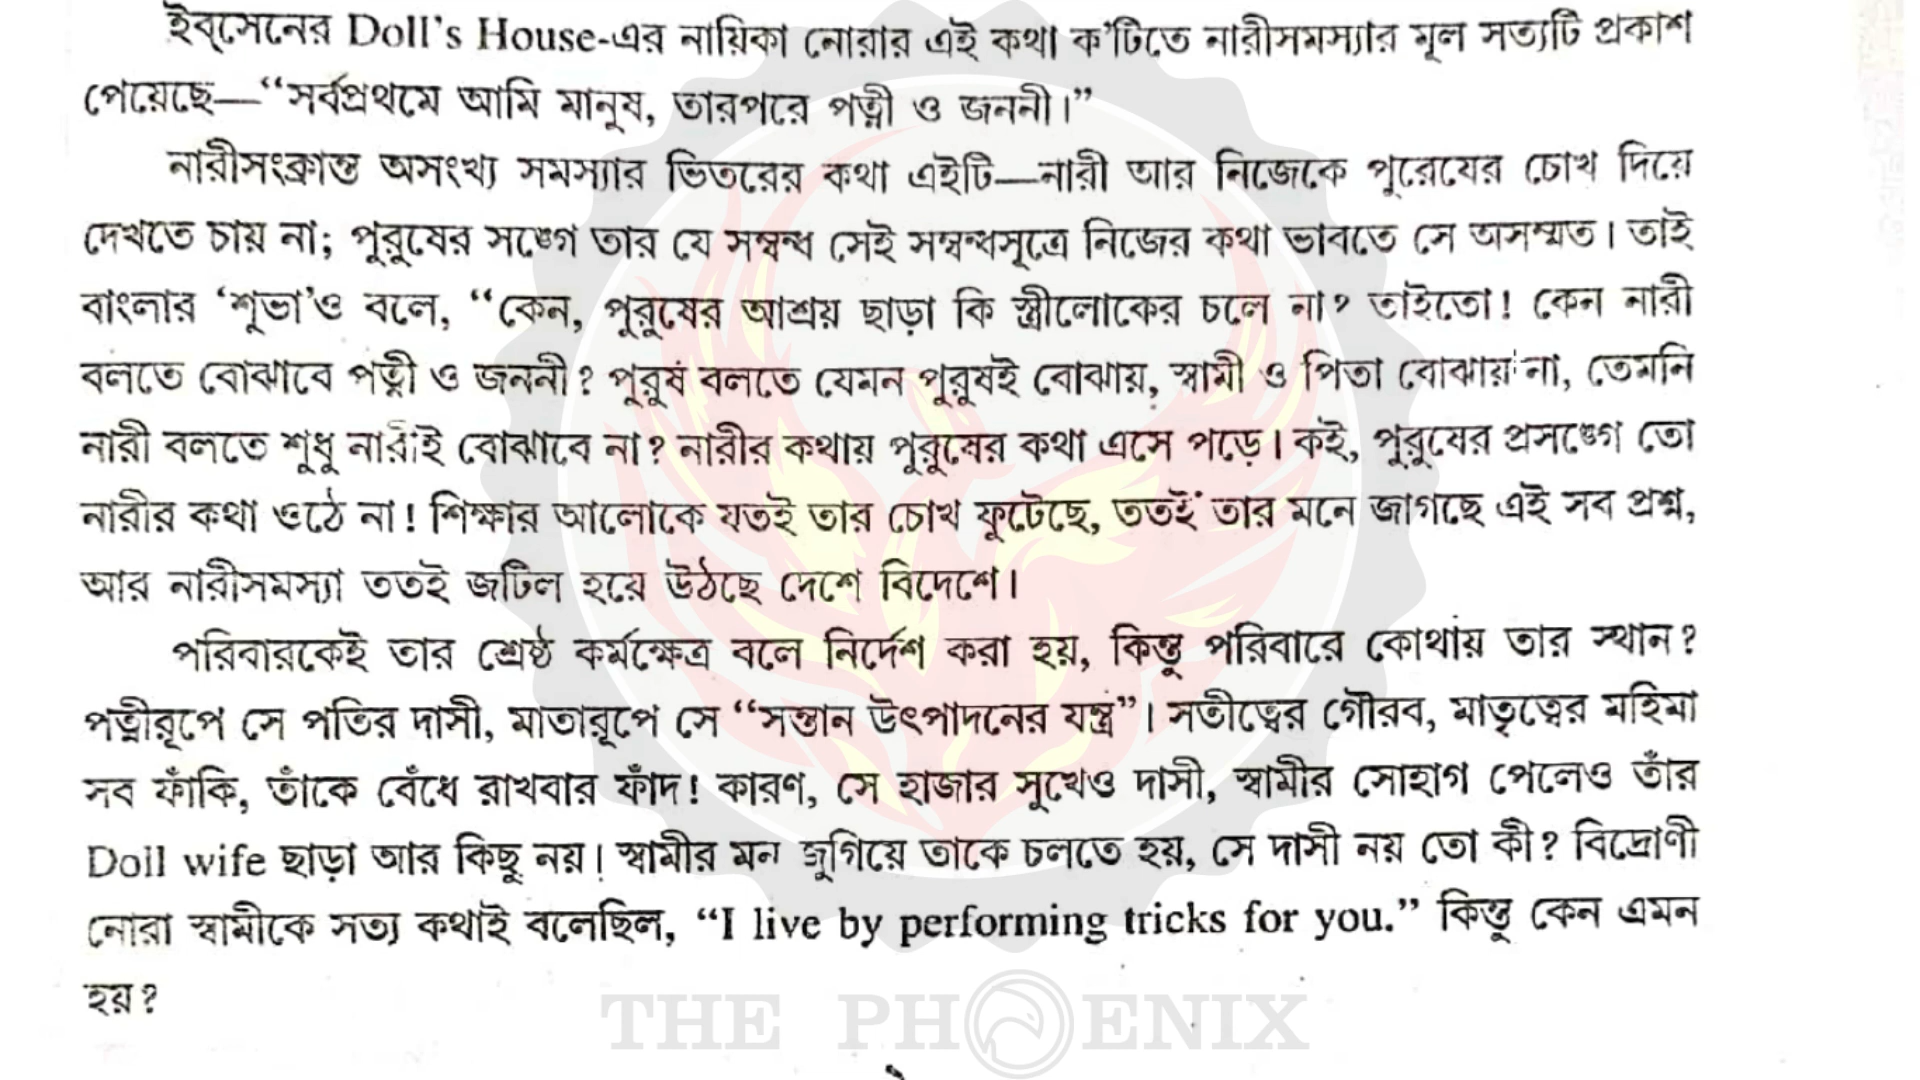 ইব্‌সেনের Doll's House-এর নায়িকা নোরার এই কথা ক'টিতে নারীসমস্যার মূল সত্যটি প্রকাশ
পেয়েছে—“সর্বপ্রথমে আমি মানুষ, তারপরে পত্নী ও জননী।”
নারীসংক্রান্ত অসংখ্য সমস্যার ভিতরের কথা এইটি—নারী আর নিজেকে পুরেষের চোখ দিয়ে
দেখতে চায় না; পুরুষের সঙ্গে তার যে সম্বন্ধ সেই সম্বন্ধসূত্রে নিজের কথা ভাবতে সে অসম্মত। তাই
বাংলার ‘শুভা’ও বলে, “কেন, পুরুষের আশ্রয় ছাড়া কি স্ত্রীলোকের চলে না? তাইতো! কেন নারী
বলতে বোঝাবে পত্নী ও জননী? পুরুষ বলতে যেমন পুরুষই বোঝায়, স্বামী ও পিতা বোঝায় না, তেমনি
নারী বলতে শুধু নারীই বোঝাবে না? নারীর কথায় পুরুষের কথা এসে পড়ে। কই, পুরুষের প্রসঙ্গে তো
নারীর কথা ওঠে না! শিক্ষার আলোকে যতই তার চোখ ফুটেছে, ততই তার মনে জাগছে এই সব প্রশ্ন,
আর নারীসমস্যা ততই জটিল হয়ে উঠছে দেশে বিদেশে।
পরিবারকেই তার শ্রেষ্ঠ কর্মক্ষেত্র বলে নির্দেশ করা হয়, কিন্তু পরিবারে কোথায় তার স্থান?
পত্নীরূপে সে পতির দাসী, মাতারূপে সে “সন্তান উৎপাদনের যন্ত্র”। সতীত্বের গৌরব, মাতৃত্বের মহিমা
সব ফাঁকি, তাঁকে বেঁধে রাখবার ফাঁদ! কারণ, সে হাজার সুখেও দাসী, স্বামীর সোহাগ পেলেও তাঁর
Doll wife ছাড়া আর কিছু নয়। স্বামীর মন জুগিয়ে তাকে চলতে হয়, সে দাসী নয় তো কী? বিদ্রোণী
নোরা স্বামীকে সত্য কথাই বলেছিল, “I live by performing tricks for you.” কিন্তু কেন এমন
হয়?
THE PHOENIX